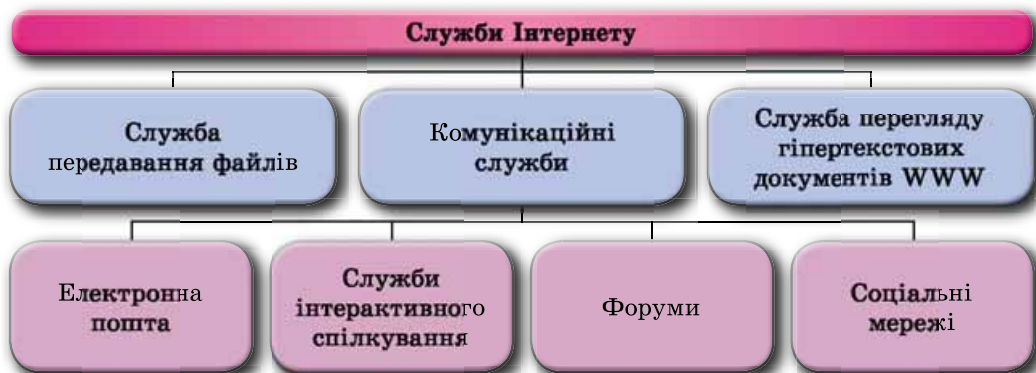 Служби Інтернету
Служба
передавання файлів
Комунікаційні
служби
Служба перегляду
гіпертекстових
документів WWW
Електронна
пошта
Служби
інтерактивного
спілкування
Форуми
Соціальні
мережі